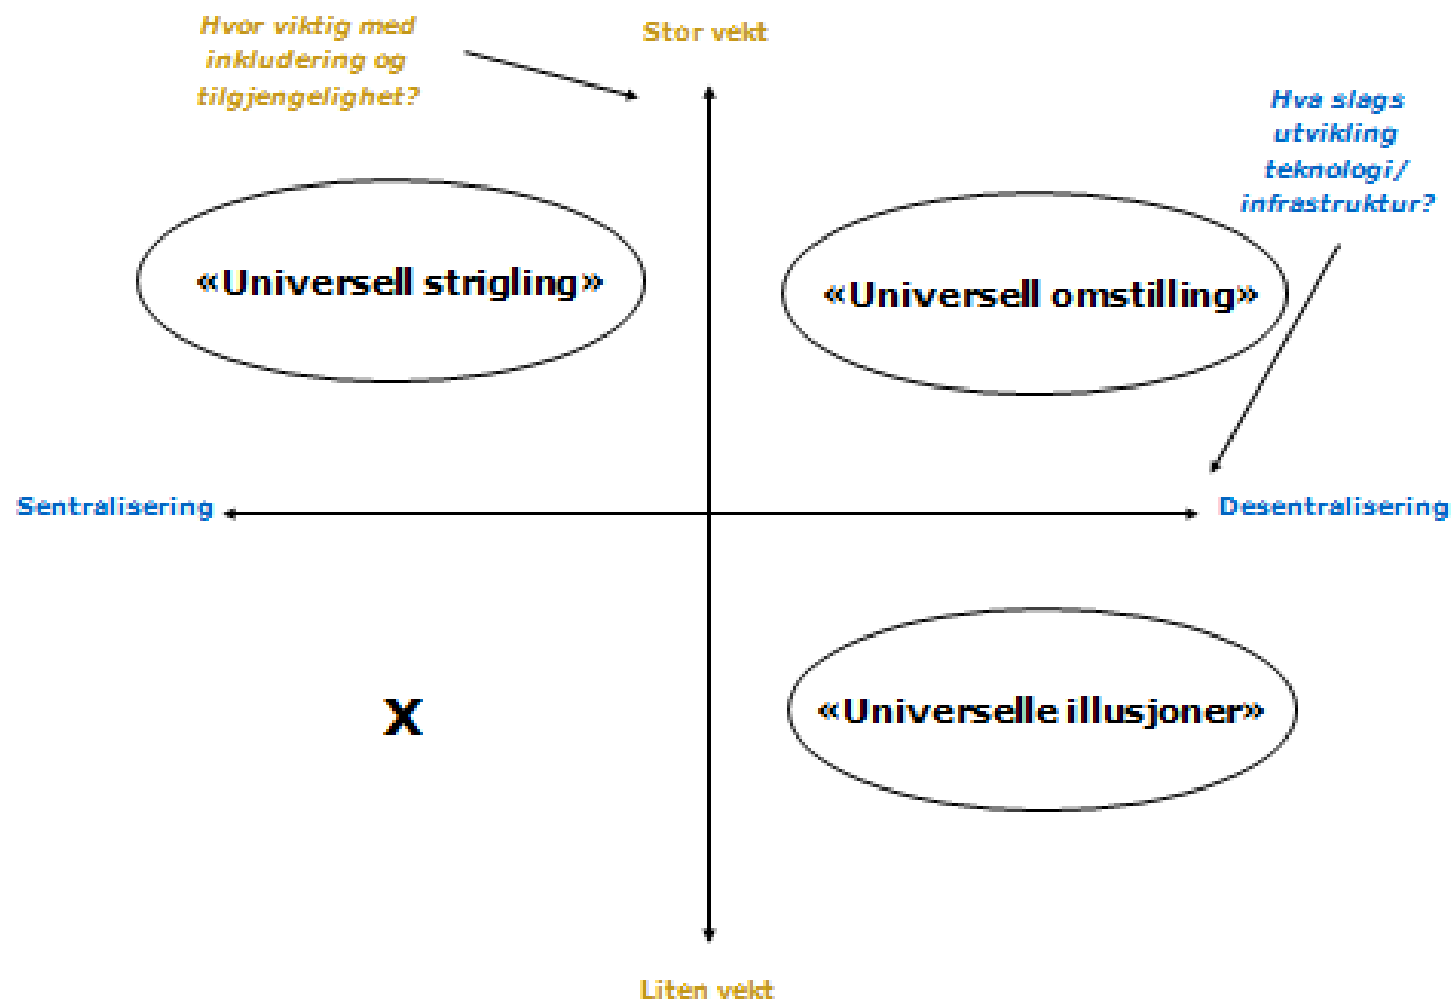 Hvor viktig med
inkludering og
tilgjengelighet?
Stor vekt
Hva slags
utvikling
teknologi/
infrastruktur?
«Universell strigling»
«Universell omstilling»
Sentralisering
Desentralisering
X
«Universelle illusjoner»
Liten vekt